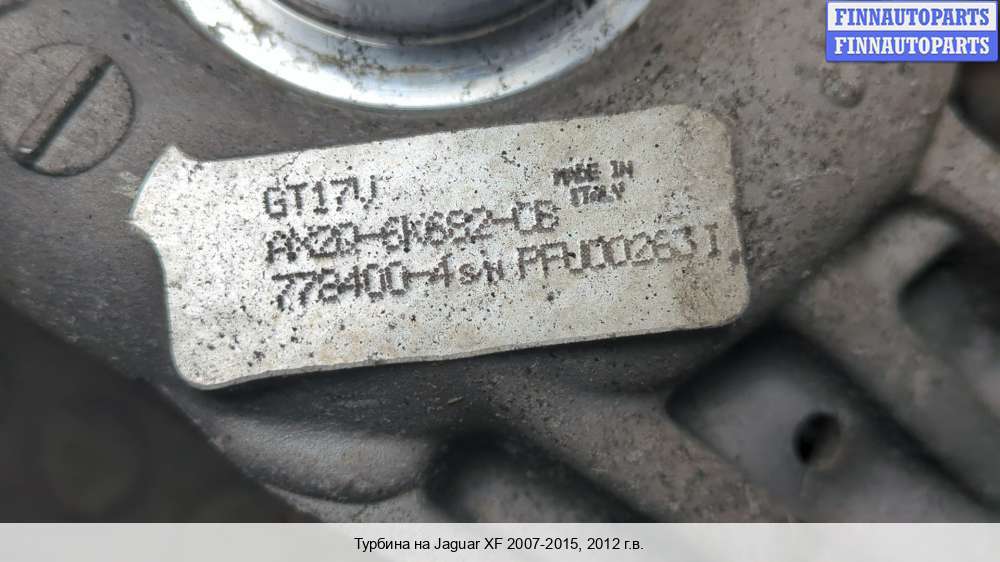 FINNAUTOPARTS
FINNAUTOPARTS
GT17V
MADE IN
ITALY
AX2Q-6K682-CB
778400-4 s/N PFU00263 I
Турбина на Jaguar XF 2007-2015, 2012 г.в.